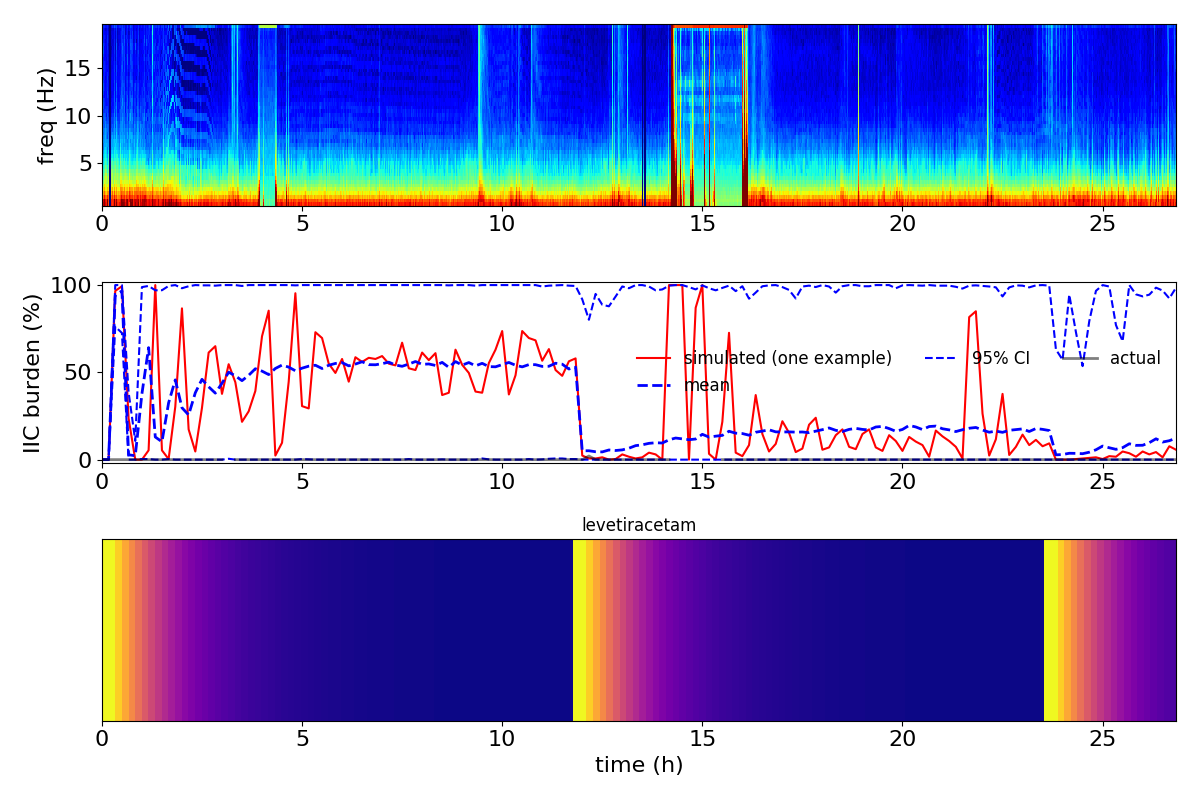 freq (Hz)
15
10
5
0 5 10 15 20 25
IIC burden (%)
100
50
0
simulated (one example) 95% CI actual
mean
0 5 10 15 20 25
levetiracetam
0 5 10 15 20 25
time (h)